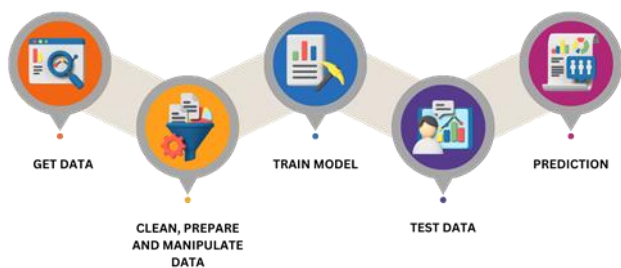 GET DATA
CLEAN, PREPARE
AND MANIPULATE
DATA
TRAIN MODEL
TEST DATA
PREDICTION